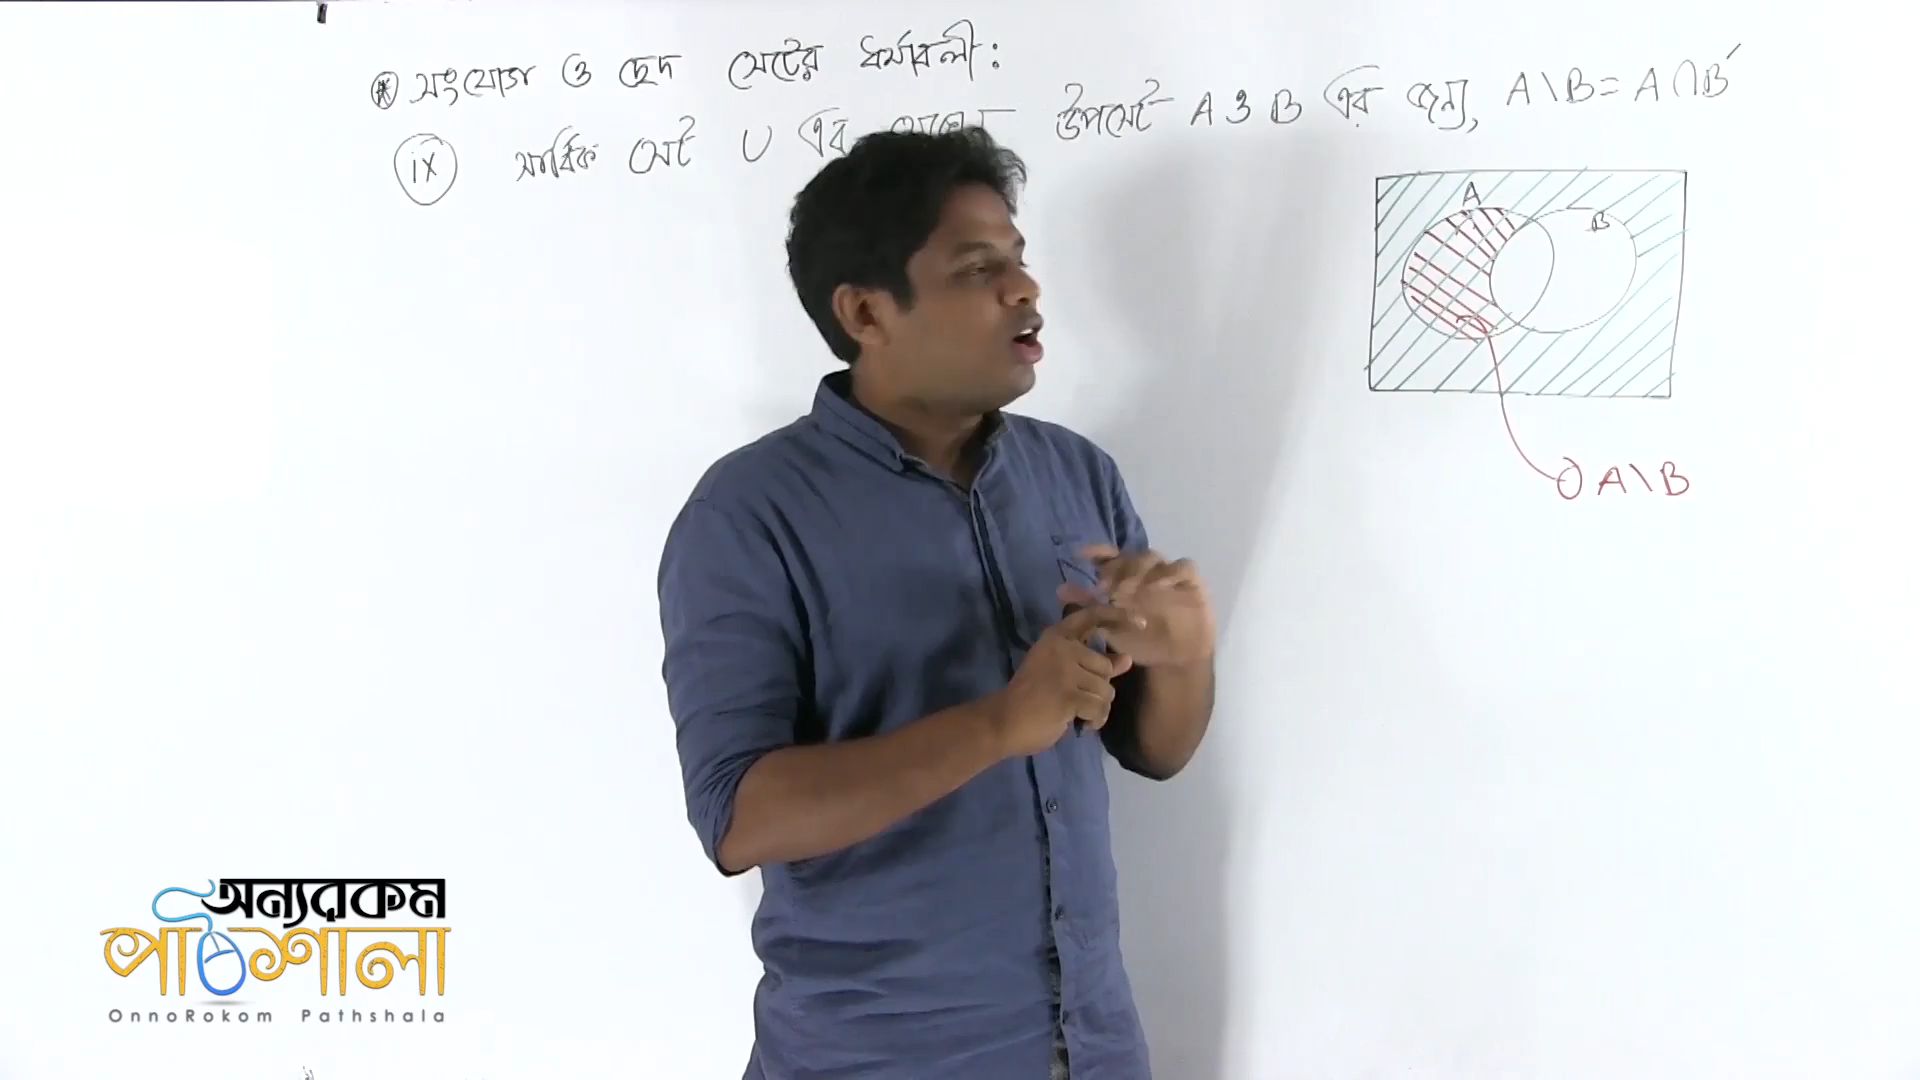 * সংযোগ ও ছেদ সেটের ধর্মাবলী:
ix সার্বিক সেট U এর উপসেট A ও B এর জন্য, A\B = A∩B′
A
B
A\B
অন্যরকম
পাঠশালা
OnnoRokom Pathshala